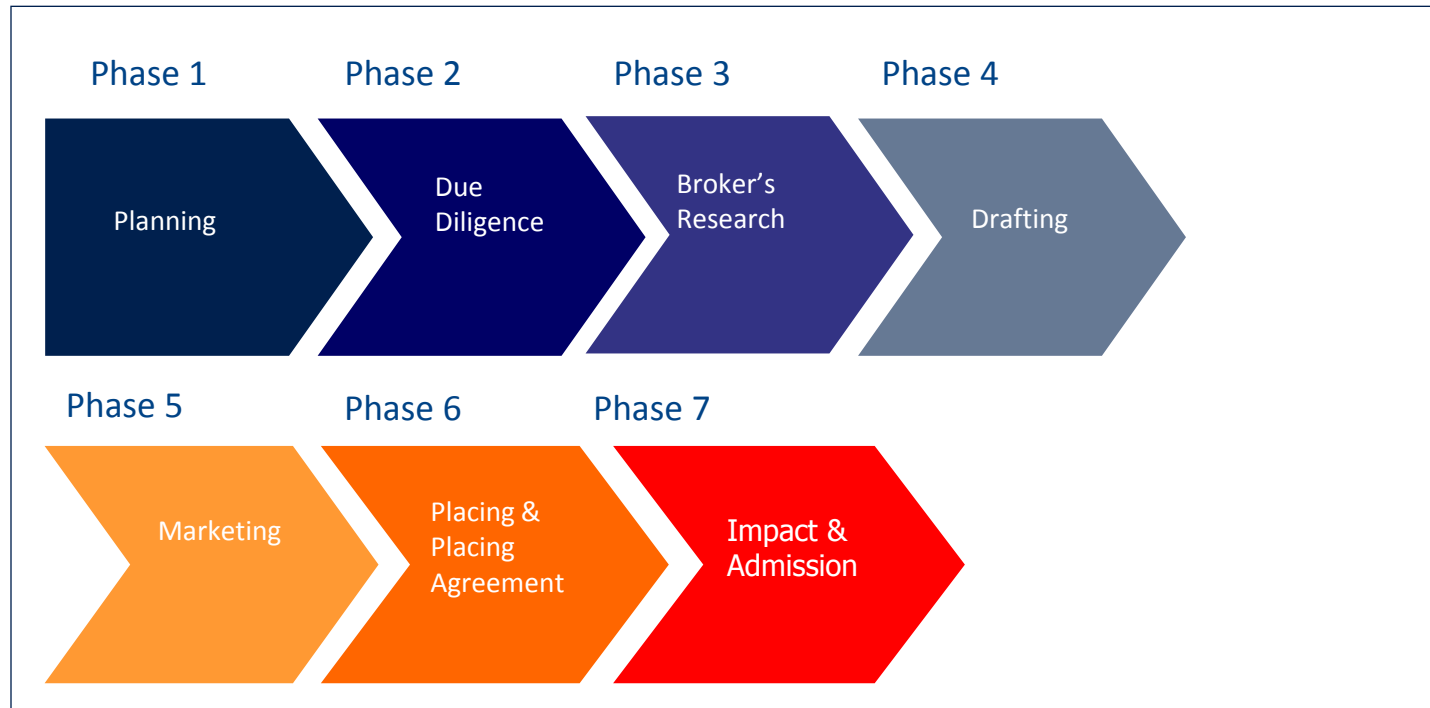 Phase 1
Phase 2
Phase 3
Phase 4
Planning
Due
Diligence
Broker’s
Research
Drafting
Phase 5
Phase 6
Phase 7
Marketing
Placing &
Placing
Agreement
Impact &
Admission